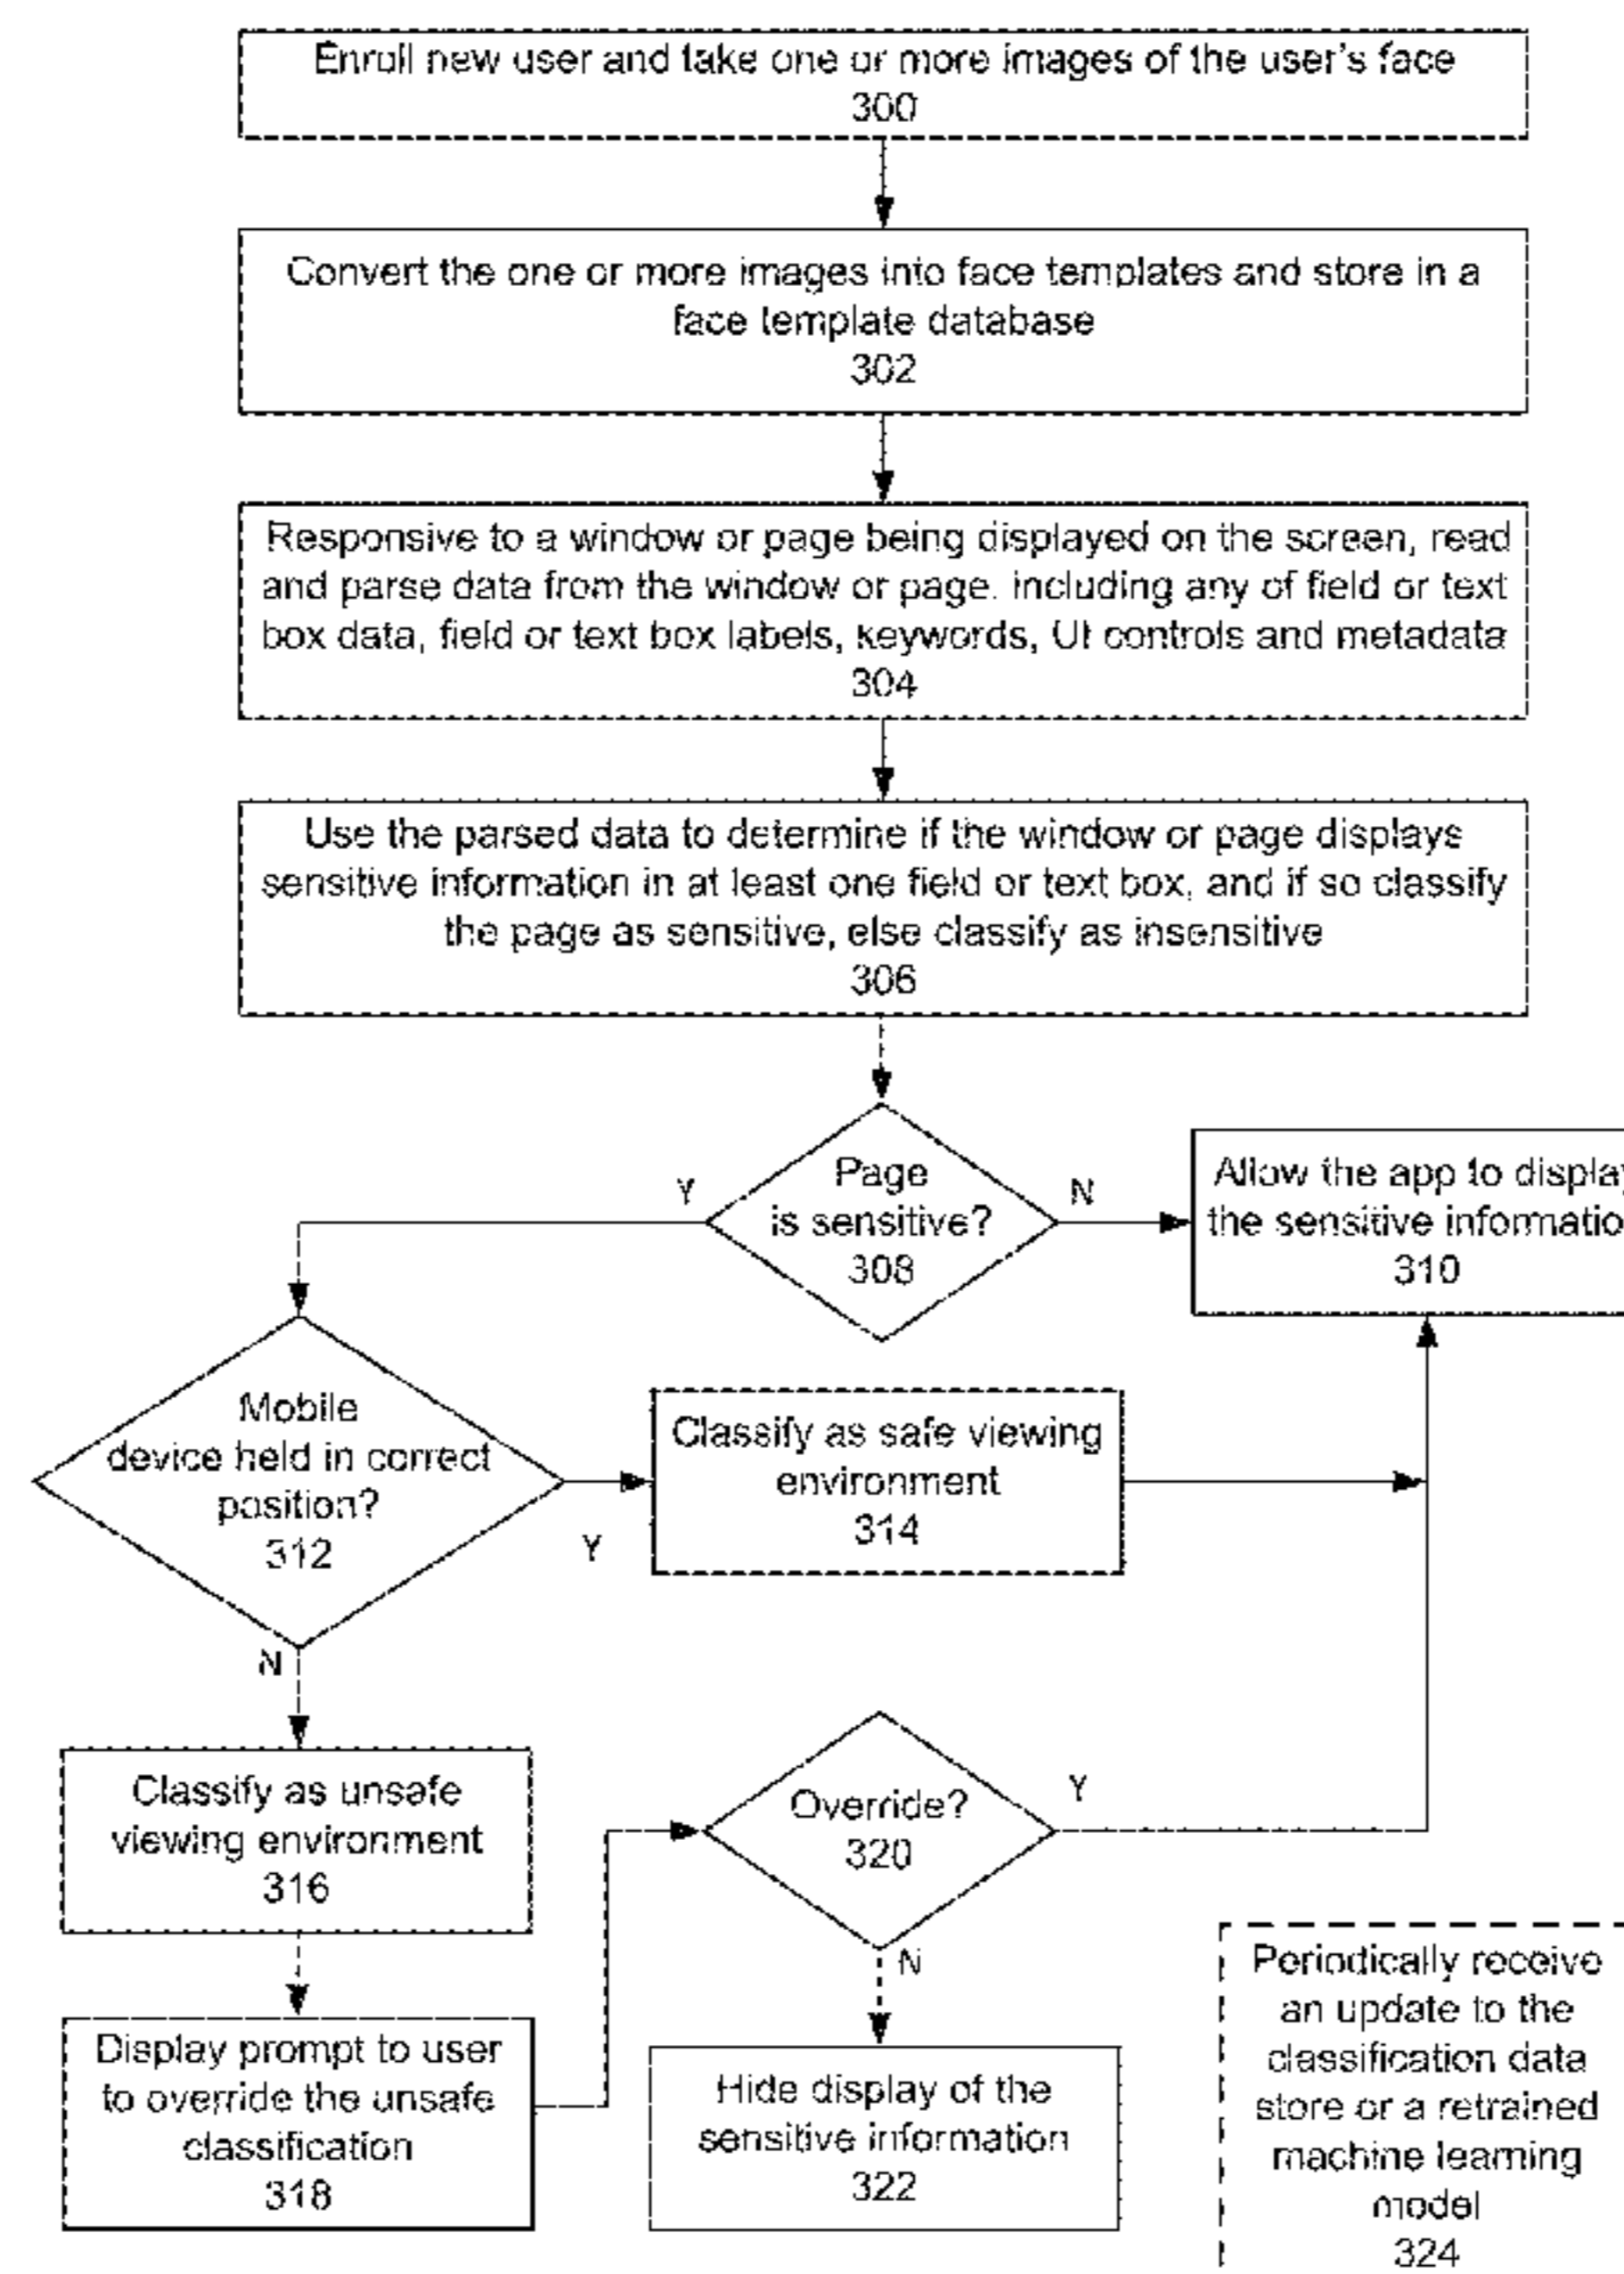 Enroll new user and take one or more images of the user's face
300
Convert the one or more images into face templates and store in a
face template database
302
Responsive to a window or page being displayed on the screen, read
and parse data from the window or page. including any of field or text
box data, field or text box labels, keywords, UI controls and metadata
304
Use the parsed data to determine if the window or page displays
sensitive information in at least one field or text box, and if so classify
the page as sensitive, else classify as insensitive
306
Page
is sensitive?
308
Y
N
Allow the app to display
the sensitive informatio
310
Mobile
device held in correct
position?
312
Y
N
Classify as safe viewing
environment
314
Classify as unsafe
viewing environment
316
Display prompt to user
to override the unsafe
classification
318
Override?
320
Y
N
Hide display of the
sensitive information
322
Periodically receive
an update to the
classification data
store or a retrained
machine learning
model
324